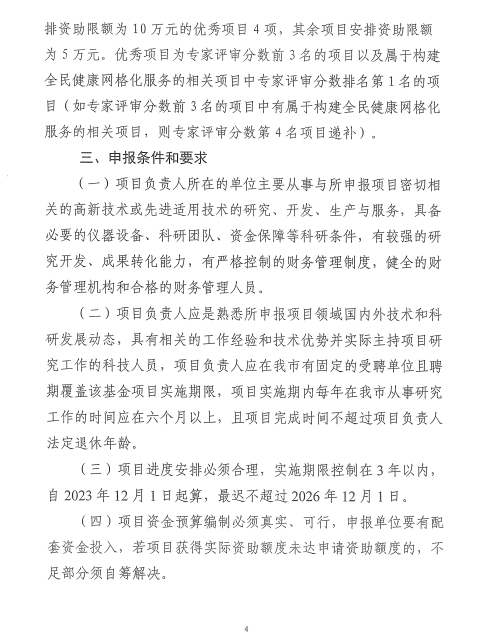 排资助限额为 10 万元的优秀项目 4 项，其余项目安排资助限额
为 5 万元。优秀项目为专家评审分数前 3 名的项目以及属于构建
全民健康网格化服务的相关项目中专家评审分数排名第 1 名的项
目（如专家评审分数前 3 名的项目中有属于构建全民健康网格化
服务的相关项目，则专家评审分数第 4 名项目递补）。
三、申报条件和要求
（一）项目负责人所在的单位主要从事与所申报项目密切相
关的高新技术或先进适用技术的研究、开发、生产与服务，具备
必要的仪器设备、科研团队、资金保障等科研条件，有较强的研
究开发、成果转化能力，有严格控制的财务管理制度，健全的财
务管理机构和合格的财务管理人员。
（二）项目负责人应是熟悉所申报项目领域国内外技术和科
研发展动态，具有相关的工作经验和技术优势并实际主持项目研
究工作的科技人员，项目负责人应在我市有固定的受聘单位且聘
期覆盖该基金项目实施期限，项目实施期内每年在我市从事研究
工作的时间应在六个月以上，且项目完成时间不超过项目负责人
法定退休年龄。
（三）项目进度安排必须合理，实施期限控制在 3 年以内，
自 2023 年 12 月 1 日起算，最迟不超过 2026 年 12 月 1 日。
（四）项目资金预算编制必须真实、可行，申报单位要有配
套资金投入，若项目获得实际资助额度未达申请资助额度的，不
足部分须自筹解决。
4